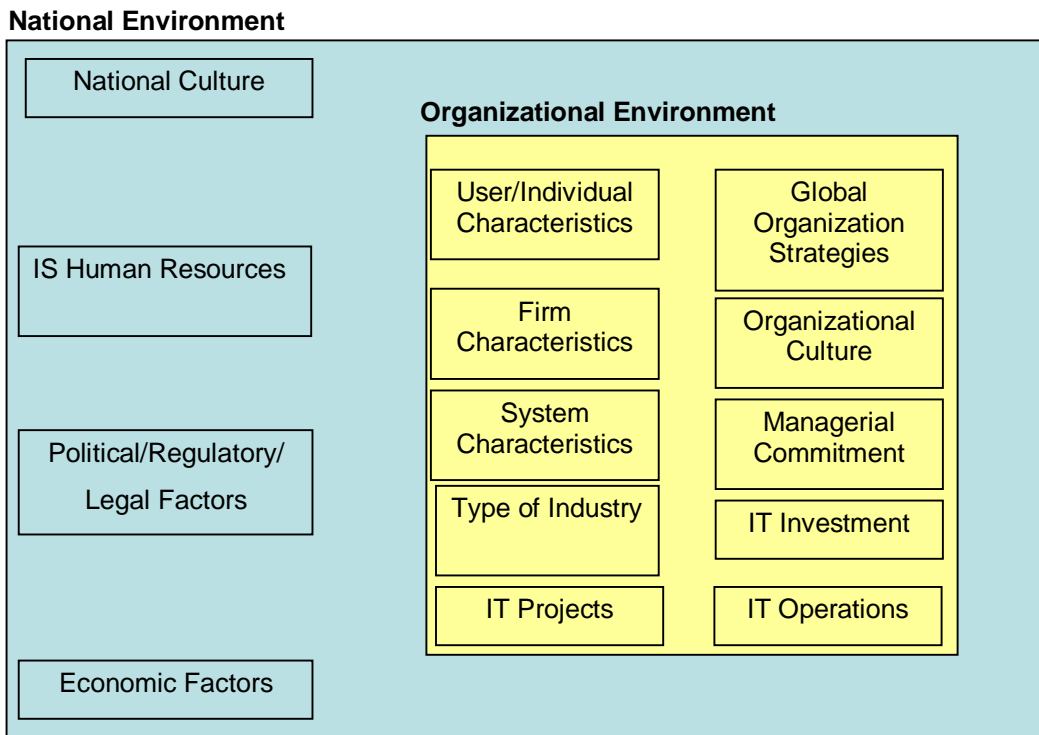 National Environment
National Culture
IS Human Resources
Political/Regulatory/
Legal Factors
Economic Factors
Organizational Environment
User/Individual
Characteristics
Firm
Characteristics
System
Characteristics
Type of Industry
IT Projects
Global
Organization
Strategies
Organizational
Culture
Managerial
Commitment
IT Investment
IT Operations